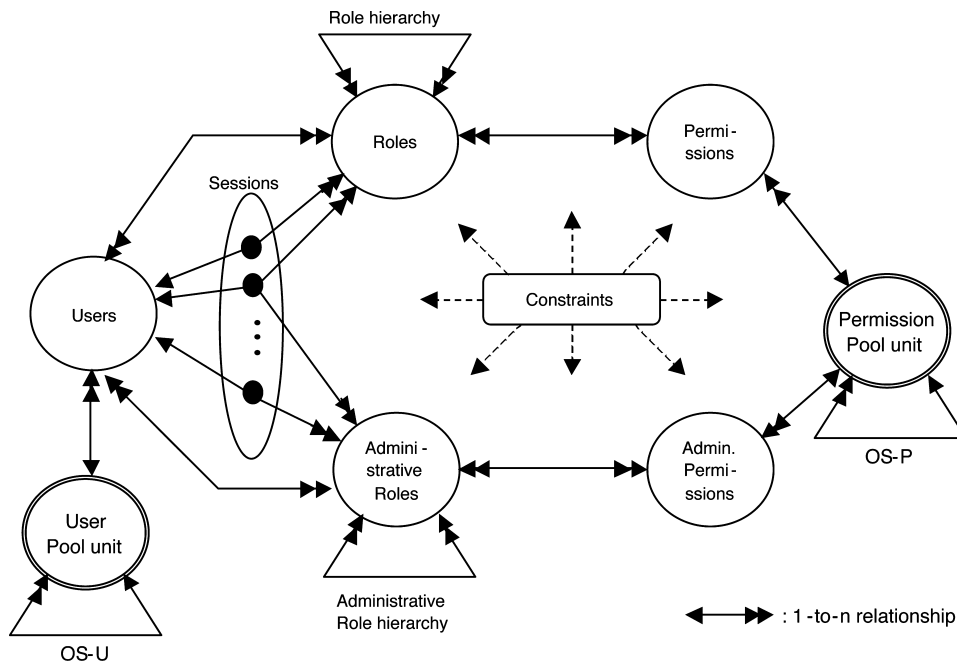 Role hierarchy
Roles
Permi-
ssions
Sessions
Users
Constraints
Permission
Pool unit
Admini-
strative
Roles
Admin.
Permi-
ssions
OS-P
User
Pool unit
Administrative
Role hierarchy
: 1-to-n relationship
OS-U